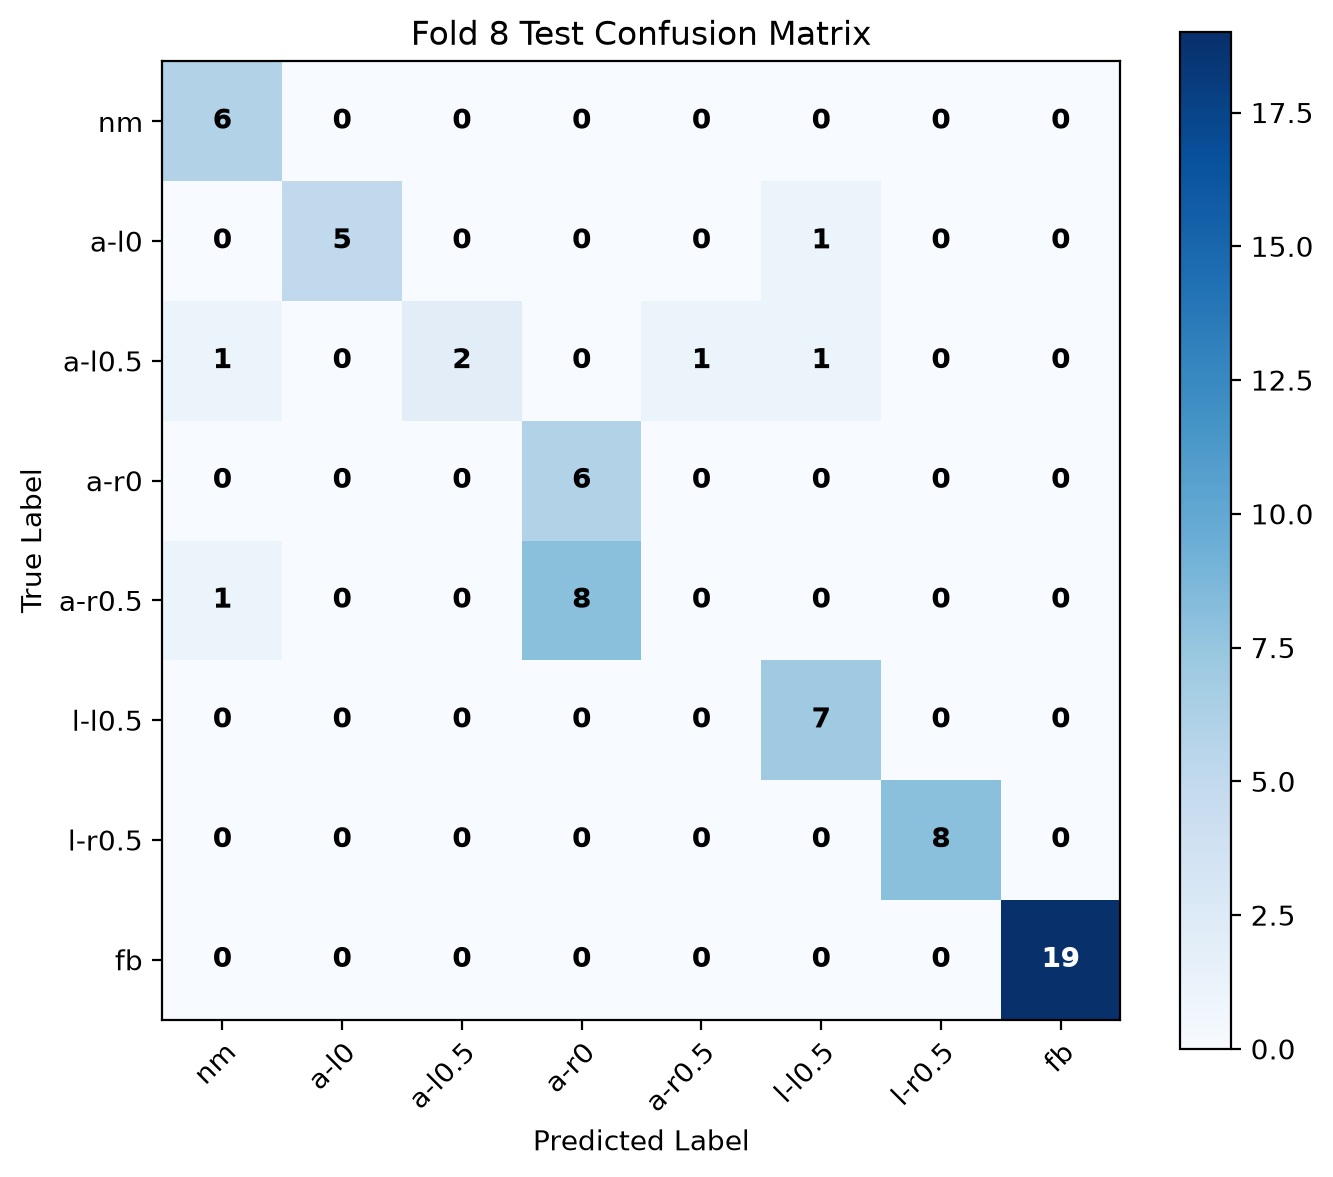 Fold 8 Test Confusion Matrix
nm 6 0 0 0 0 0 0 0
a-l0 0 5 0 0 0 1 0 0
a-l0.5 1 0 2 0 1 1 0 0
a-r0 0 0 0 6 0 0 0 0
a-r0.5 1 0 0 8 0 0 0 0
l-l0.5 0 0 0 0 0 7 0 0
l-r0.5 0 0 0 0 0 0 8 0
fb 0 0 0 0 0 0 0 19
nm a-l0 a-l0.5 a-r0 a-r0.5 l-l0.5 l-r0.5 fb
Predicted Label
True Label
17.5
15.0
12.5
10.0
7.5
5.0
2.5
0.0